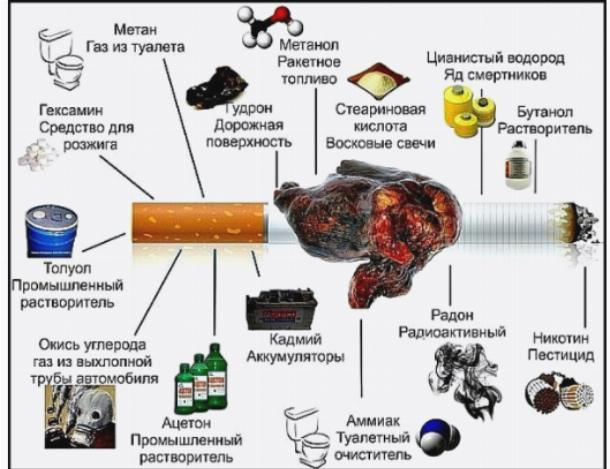 Метан
Газ из туалета
Метанол
Ракетное
топливо
Цианистый водород
Яд смертников
Гексамин
Средство для
розжига
Гудрон
Дорожная
поверхность
Стеариновая
кислота
Восковые свечи
Бутанол
Растворитель
Толуол
Промышленный
растворитель
Окись углерода
газ из выхлопной
трубы автомобиля
Кадмий
Аккумуляторы
Радон
Радиоактивный
Никотин
Пестицид
Ацетон
Промышленный
растворитель
Аммиак
Туалетный
очиститель